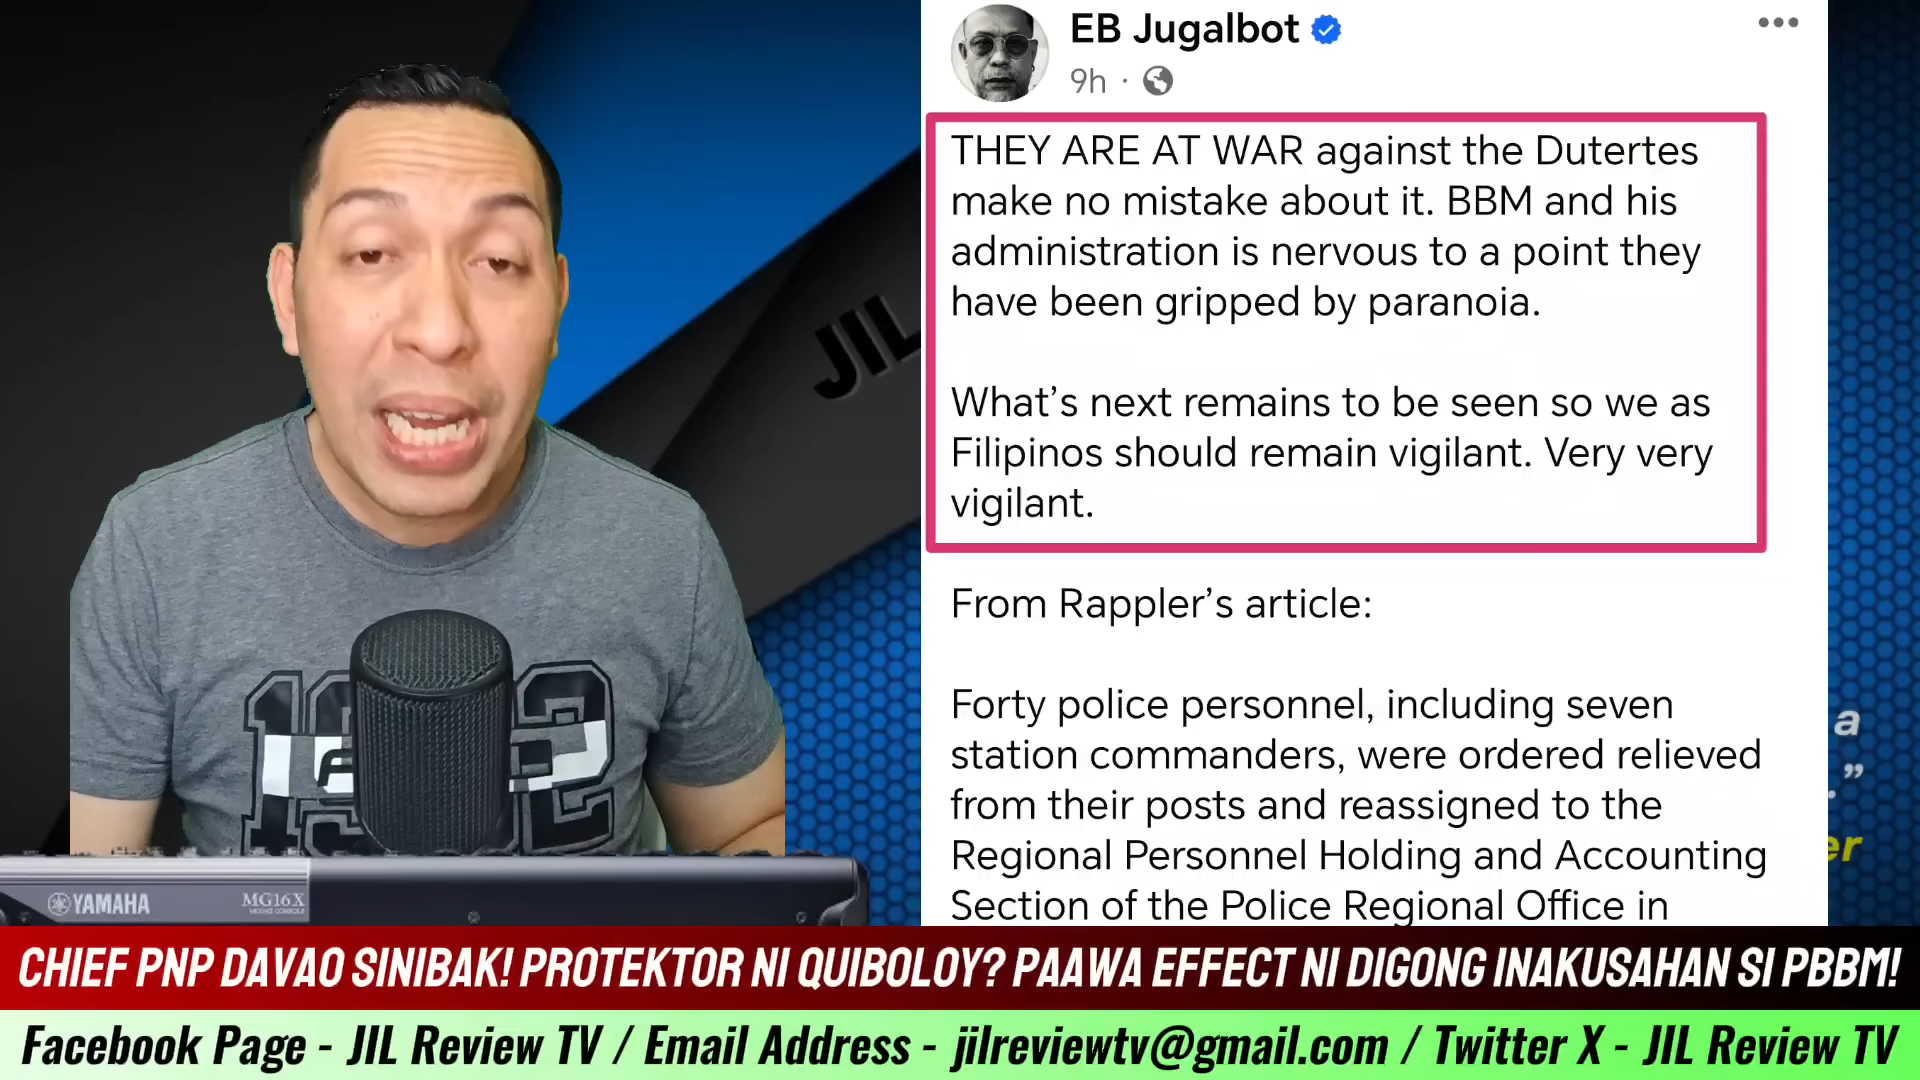 EB Jugalbot
9h ·
THEY ARE AT WAR against the Dutertes
make no mistake about it. BBM and his
administration is nervous to a point they
have been gripped by paranoia.
What's next remains to be seen so we as
Filipinos should remain vigilant. Very very
vigilant.
From Rappler's article:
Forty police personnel, including seven
station commanders, were ordered relieved
from their posts and reassigned to the
Regional Personnel Holding and Accounting
Section of the Police Regional Office in
JIL
a
.”
er
YAMAHA
MG16X
MIXING CONSOLE
CHIEF PNP DAVAO SINIBAK! PROTEKTOR NI QUIBOLOY? PAAWA EFFECT NI DIGONG INAKUSAHAN SI PBBM!
Facebook Page - JIL Review TV / Email Address - jilreviewtv@gmail.com / Twitter X - JIL Review TV